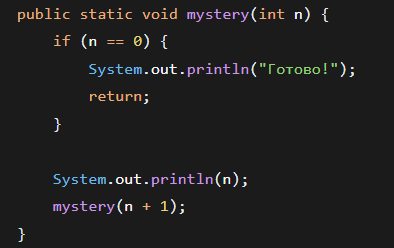 public static void mystery(int n) {
    if (n == 0) {
        System.out.println("Готово!");
        return;
    }

    System.out.println(n);
    mystery(n + 1);
}